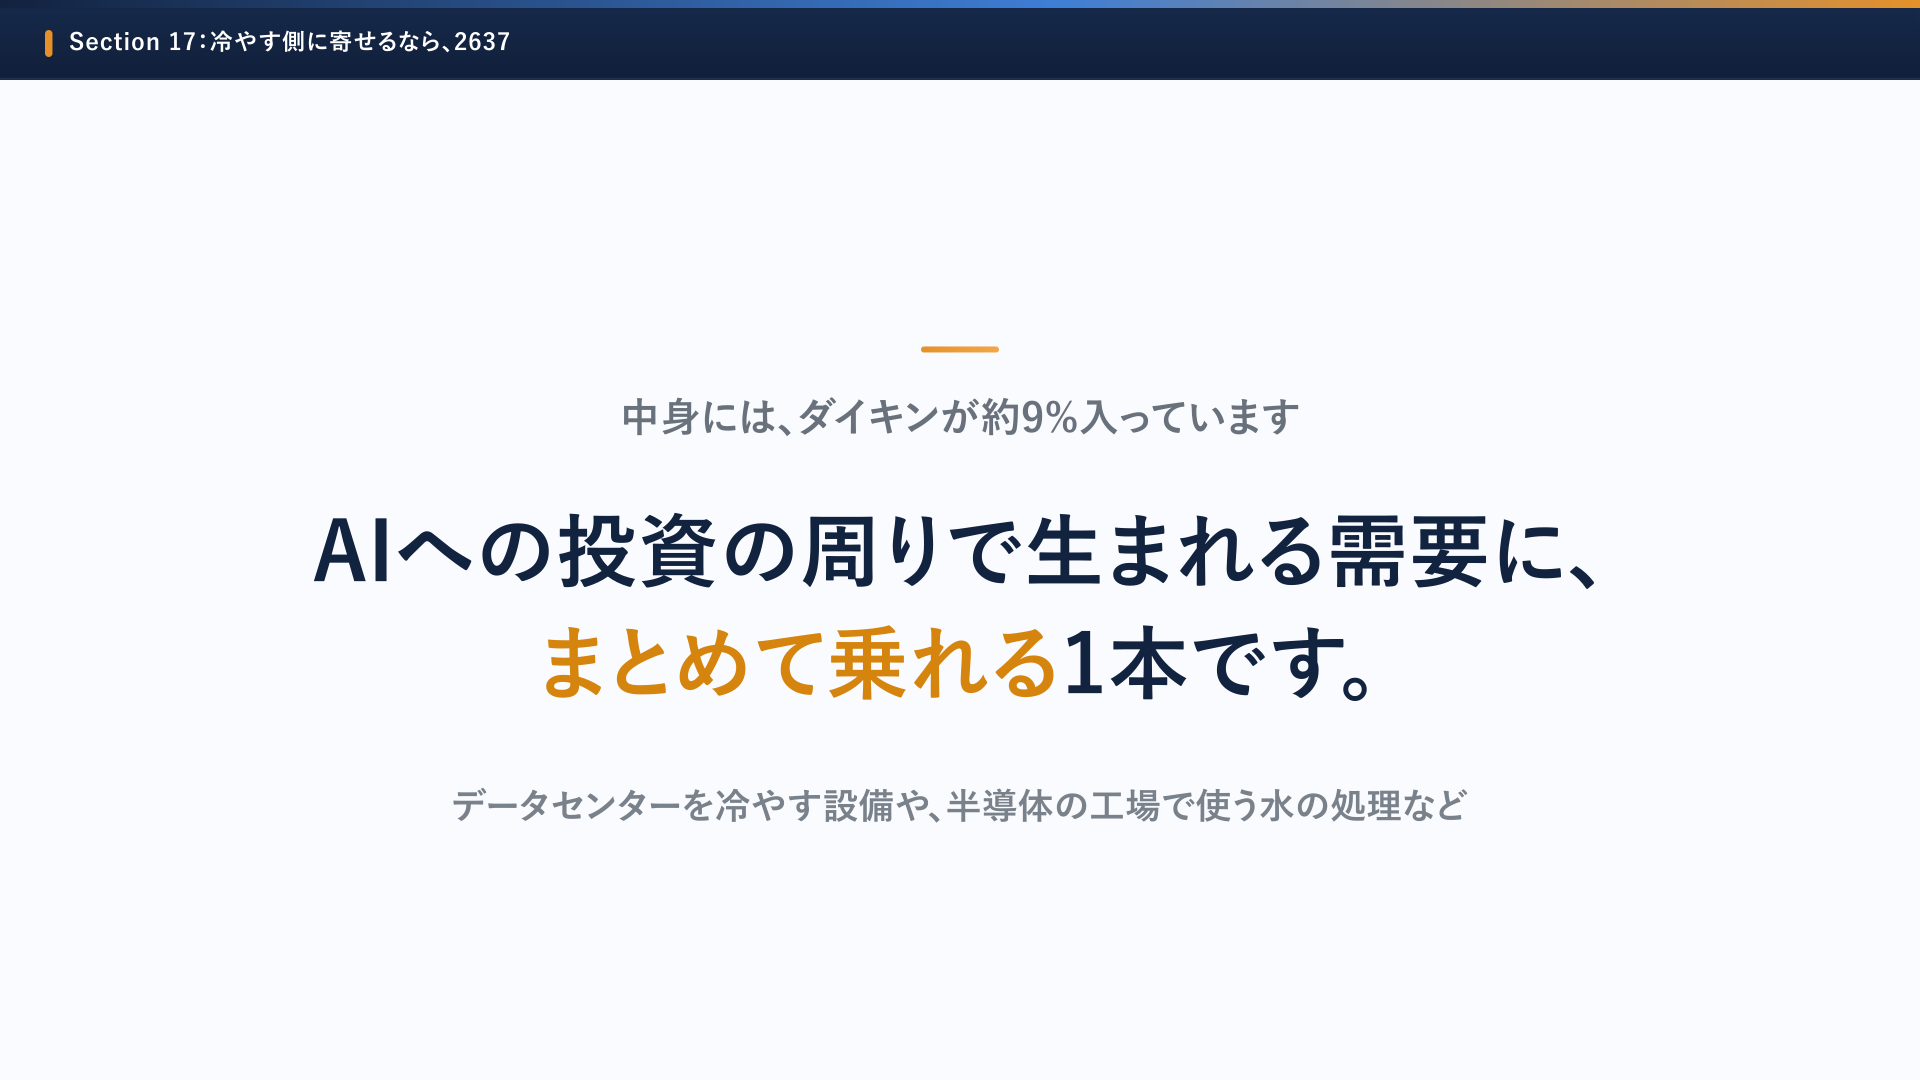 Section 17：冷やす側に寄せるなら、2637
中身には、ダイキンが約9%入っています
AIへの投資の周りで生まれる需要に、
まとめて乗れる1本です。
データセンターを冷やす設備や、半導体の工場で使う水の処理など